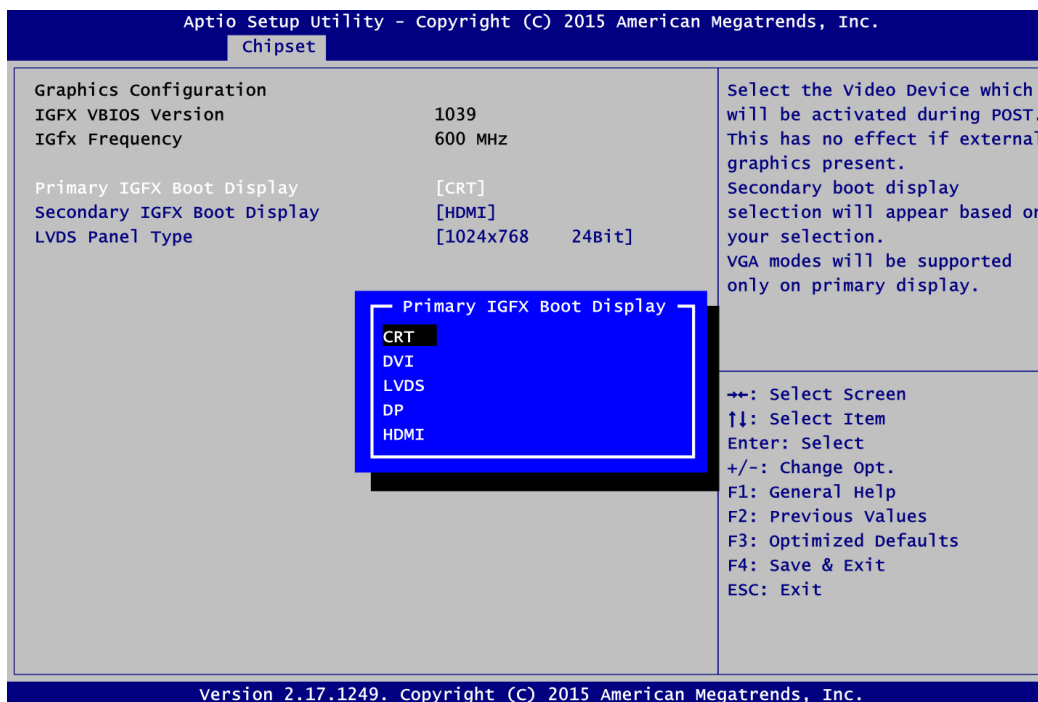 Aptio Setup Utility - Copyright (C) 2015 American Megatrends, Inc.
Chipset
Graphics Configuration
IGFX VBIOS Version 1039
IGfx Frequency 600 MHz
Primary IGFX Boot Display [CRT]
Secondary IGFX Boot Display [HDMI]
LVDS Panel Type [1024x768 24Bit]
Primary IGFX Boot Display
CRT
DVI
LVDS
DP
HDMI
Select the Video Device which
will be activated during POST.
This has no effect if external
graphics present.
Secondary boot display
selection will appear based on
your selection.
VGA modes will be supported
only on primary display.
→←: Select Screen
↑↓: Select Item
Enter: Select
+/-: Change Opt.
F1: General Help
F2: Previous Values
F3: Optimized Defaults
F4: Save & Exit
ESC: Exit
Version 2.17.1249. Copyright (C) 2015 American Megatrends, Inc.